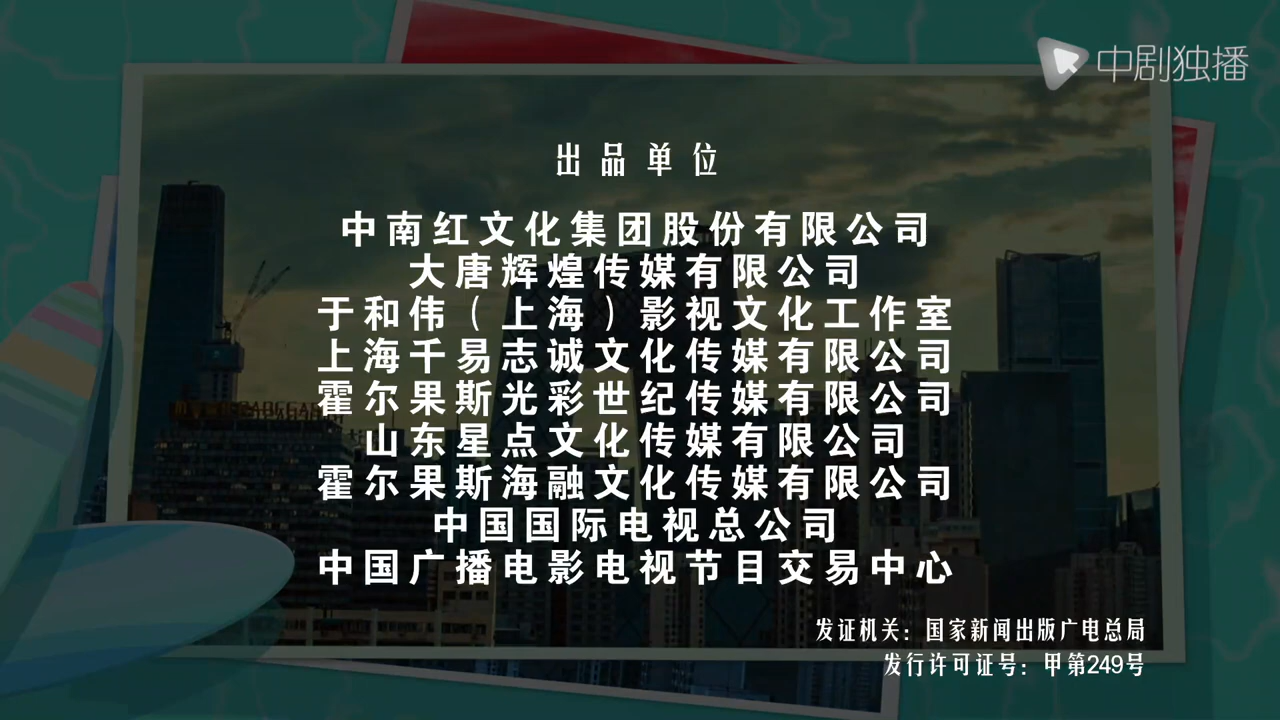 中剧独播
出品单位
中南红文化集团股份有限公司
大唐辉煌传媒有限公司
于和伟（上海）影视文化工作室
上海千易志诚文化传媒有限公司
霍尔果斯光彩世纪传媒有限公司
山东星点文化传媒有限公司
霍尔果斯海融文化传媒有限公司
中国国际电视总公司
中国广播电影电视节目交易中心
发证机关：国家新闻出版广电总局
发行许可证号：甲第249号